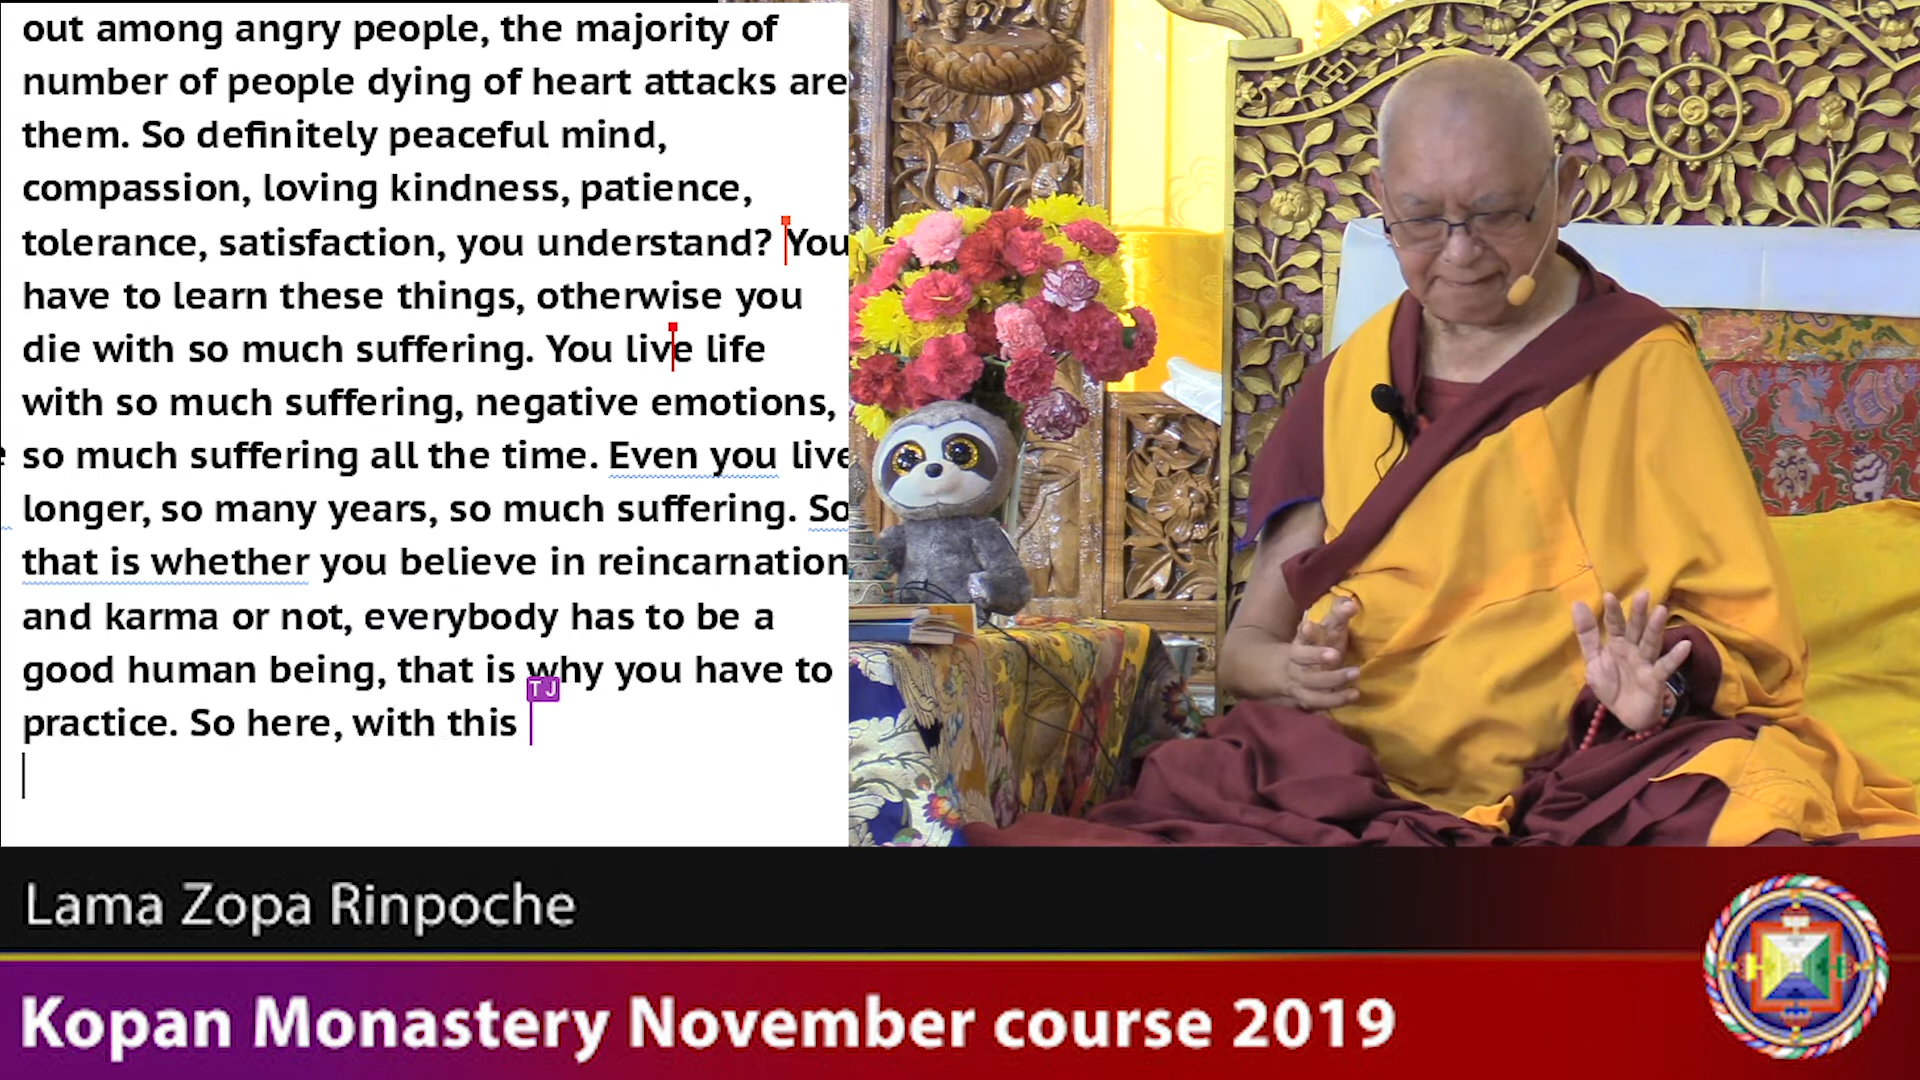 out among angry people, the majority of
number of people dying of heart attacks are
them. So definitely peaceful mind,
compassion, loving kindness, patience,
tolerance, satisfaction, you understand? You
have to learn these things, otherwise you
die with so much suffering. You live life
with so much suffering, negative emotions,
so much suffering all the time. Even you live
longer, so many years, so much suffering. So
that is whether you believe in reincarnation
and karma or not, everybody has to be a
good human being, that is why you have to
TJ
practice. So here, with this
Lama Zopa Rinpoche
Kopan Monastery November course 2019